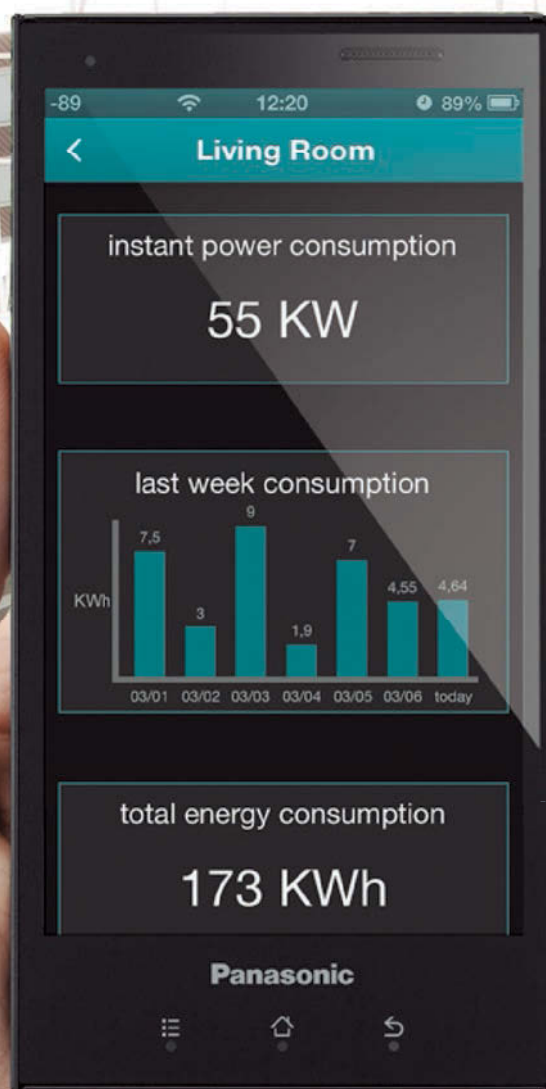 -89 12:20 89%
Living Room
instant power consumption
55 KW
last week consumption
9
7,5
7
4,55 4,64
3
1,9
KWh
03/01 03/02 03/03 03/04 03/05 03/06 today
total energy consumption
173 KWh
Panasonic